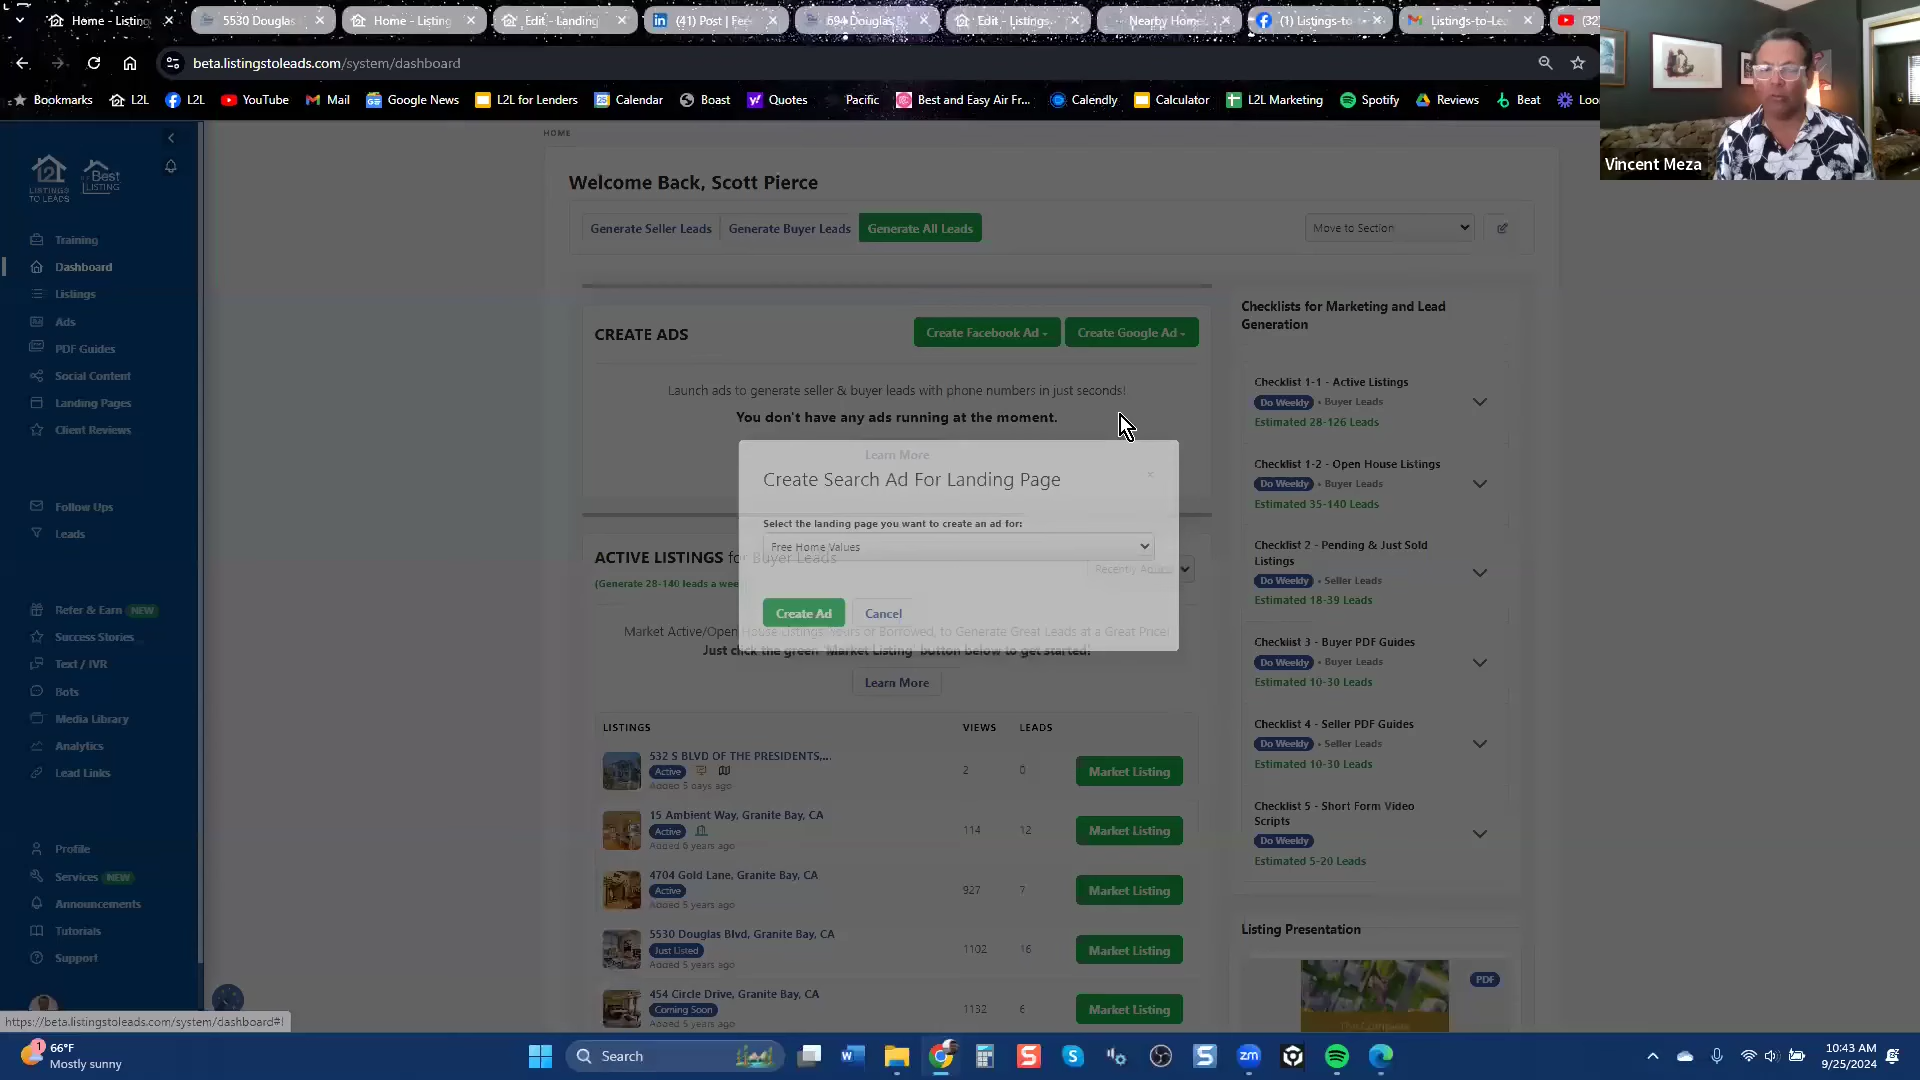 Home - Listing
5530 Douglas
Home - Listing
Edit - Landing
(41) Post | Fee
694 Douglas B
Edit - Listings
Nearby Home
(1) Listings-to
Listings-to-Le
(32)
beta.listingstoleads.com/system/dashboard
Bookmarks
L2L
L2L
YouTube
Mail
Google News
L2L for Lenders
Calendar
Boast
Quotes
Pacific
Best and Easy Air Fr...
Calendly
Calculator
L2L Marketing
Spotify
Reviews
Beat
Loo
Vincent Meza
LISTINGS
TO LEADS
Best
LISTING
Training
Dashboard
Listings
Ads
PDF Guides
Social Content
Landing Pages
Client Reviews
Follow Ups
Leads
Refer & Earn NEW
Success Stories
Text / IVR
Bots
Media Library
Analytics
Lead Links
Profile
Services NEW
Announcements
Tutorials
Support
HOME
Welcome Back, Scott Pierce
Generate Seller Leads
Generate Buyer Leads
Generate All Leads
Move to Section
CREATE ADS
Create Facebook Ad
Create Google Ad
Launch ads to generate seller & buyer leads with phone numbers in just seconds!
You don't have any ads running at the moment.
Learn More
Create Search Ad For Landing Page
×
Select the landing page you want to create an ad for:
Free Home Values
Create Ad
Cancel
ACTIVE LISTINGS for Buyer Leads
(Generate 28-140 leads a wee
Recently Added
Market Active/Open House Listings, Yours or Borrowed, to Generate Great Leads at a Great Price!
Just click the green 'Market Listing' button below to get started!
Learn More
LISTINGS
VIEWS
LEADS
532 S BLVD OF THE PRESIDENTS,...
Active
Added 5 days ago
2
0
Market Listing
15 Ambient Way, Granite Bay, CA
Active
Added 6 years ago
114
12
Market Listing
4704 Gold Lane, Granite Bay, CA
Active
Added 5 years ago
927
7
Market Listing
5530 Douglas Blvd, Granite Bay, CA
Just Listed
Added 5 years ago
1102
16
Market Listing
454 Circle Drive, Granite Bay, CA
Coming Soon
Added 5 years ago
1132
6
Market Listing
Checklists for Marketing and Lead
Generation
Checklist 1-1 - Active Listings
Do Weekly • Buyer Leads
Estimated 28-126 Leads
Checklist 1-2 - Open House Listings
Do Weekly • Buyer Leads
Estimated 35-140 Leads
Checklist 2 - Pending & Just Sold
Listings
Do Weekly • Seller Leads
Estimated 18-39 Leads
Checklist 3 - Buyer PDF Guides
Do Weekly • Buyer Leads
Estimated 10-30 Leads
Checklist 4 - Seller PDF Guides
Do Weekly • Seller Leads
Estimated 10-30 Leads
Checklist 5 - Short Form Video
Scripts
Do Weekly
Estimated 5-20 Leads
Listing Presentation
PDF
https://beta.listingstoleads.com/system/dashboard#!
1
66°F
Mostly sunny
Search
zm
10:43 AM
9/25/2024